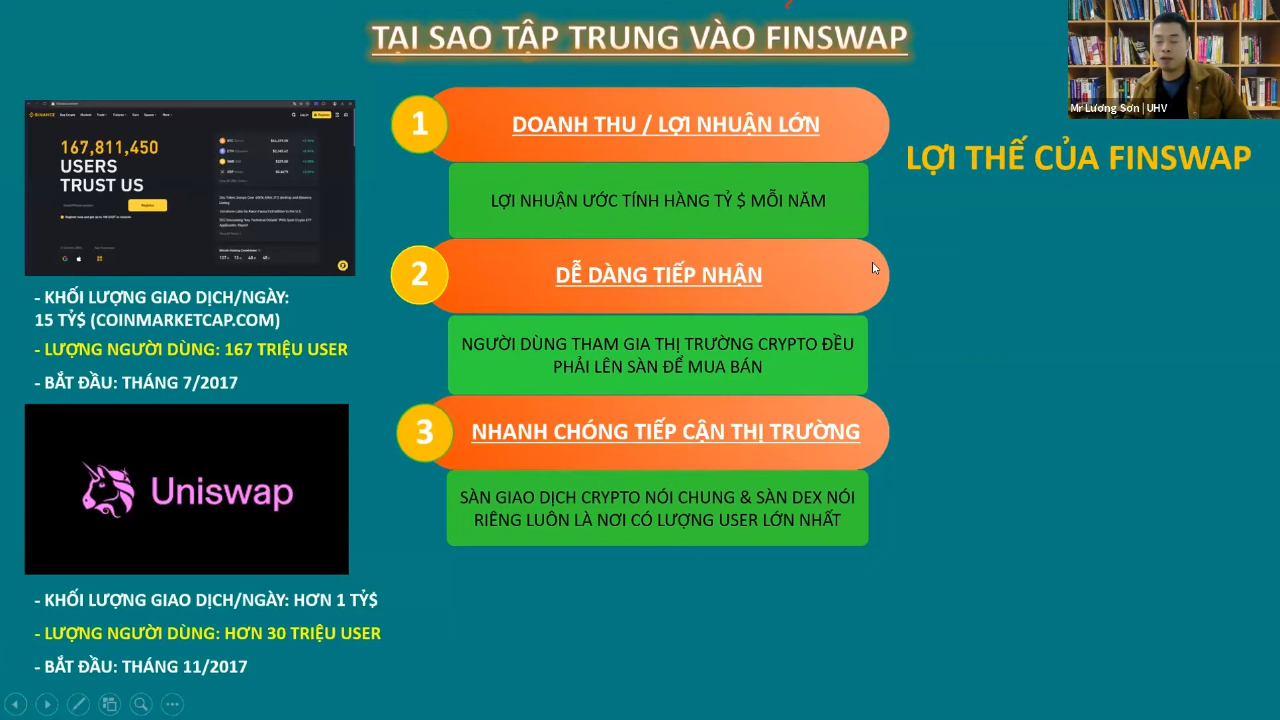 TẠI SAO TẬP TRUNG VÀO FINSWAP
Mr Lương Sơn | UHV
BINANCE
167,811,450
USERS
TRUST US
Register
- KHỐI LƯỢNG GIAO DỊCH/NGÀY:
15 TỶ$ (COINMARKETCAP.COM)
- LƯỢNG NGƯỜI DÙNG: 167 TRIỆU USER
- BẮT ĐẦU: THÁNG 7/2017
Uniswap
- KHỐI LƯỢNG GIAO DỊCH/NGÀY: HƠN 1 TỶ$
- LƯỢNG NGƯỜI DÙNG: HƠN 30 TRIỆU USER
- BẮT ĐẦU: THÁNG 11/2017
1
DOANH THU / LỢI NHUẬN LỚN
LỢI NHUẬN ƯỚC TÍNH HÀNG TỶ $ MỖI NĂM
2
DỄ DÀNG TIẾP NHẬN
NGƯỜI DÙNG THAM GIA THỊ TRƯỜNG CRYPTO ĐỀU
PHẢI LÊN SÀN ĐỂ MUA BÁN
3
NHANH CHÓNG TIẾP CẬN THỊ TRƯỜNG
SÀN GIAO DỊCH CRYPTO NÓI CHUNG & SÀN DEX NÓI
RIÊNG LUÔN LÀ NƠI CÓ LƯỢNG USER LỚN NHẤT
LỢI THẾ CỦA FINSWAP